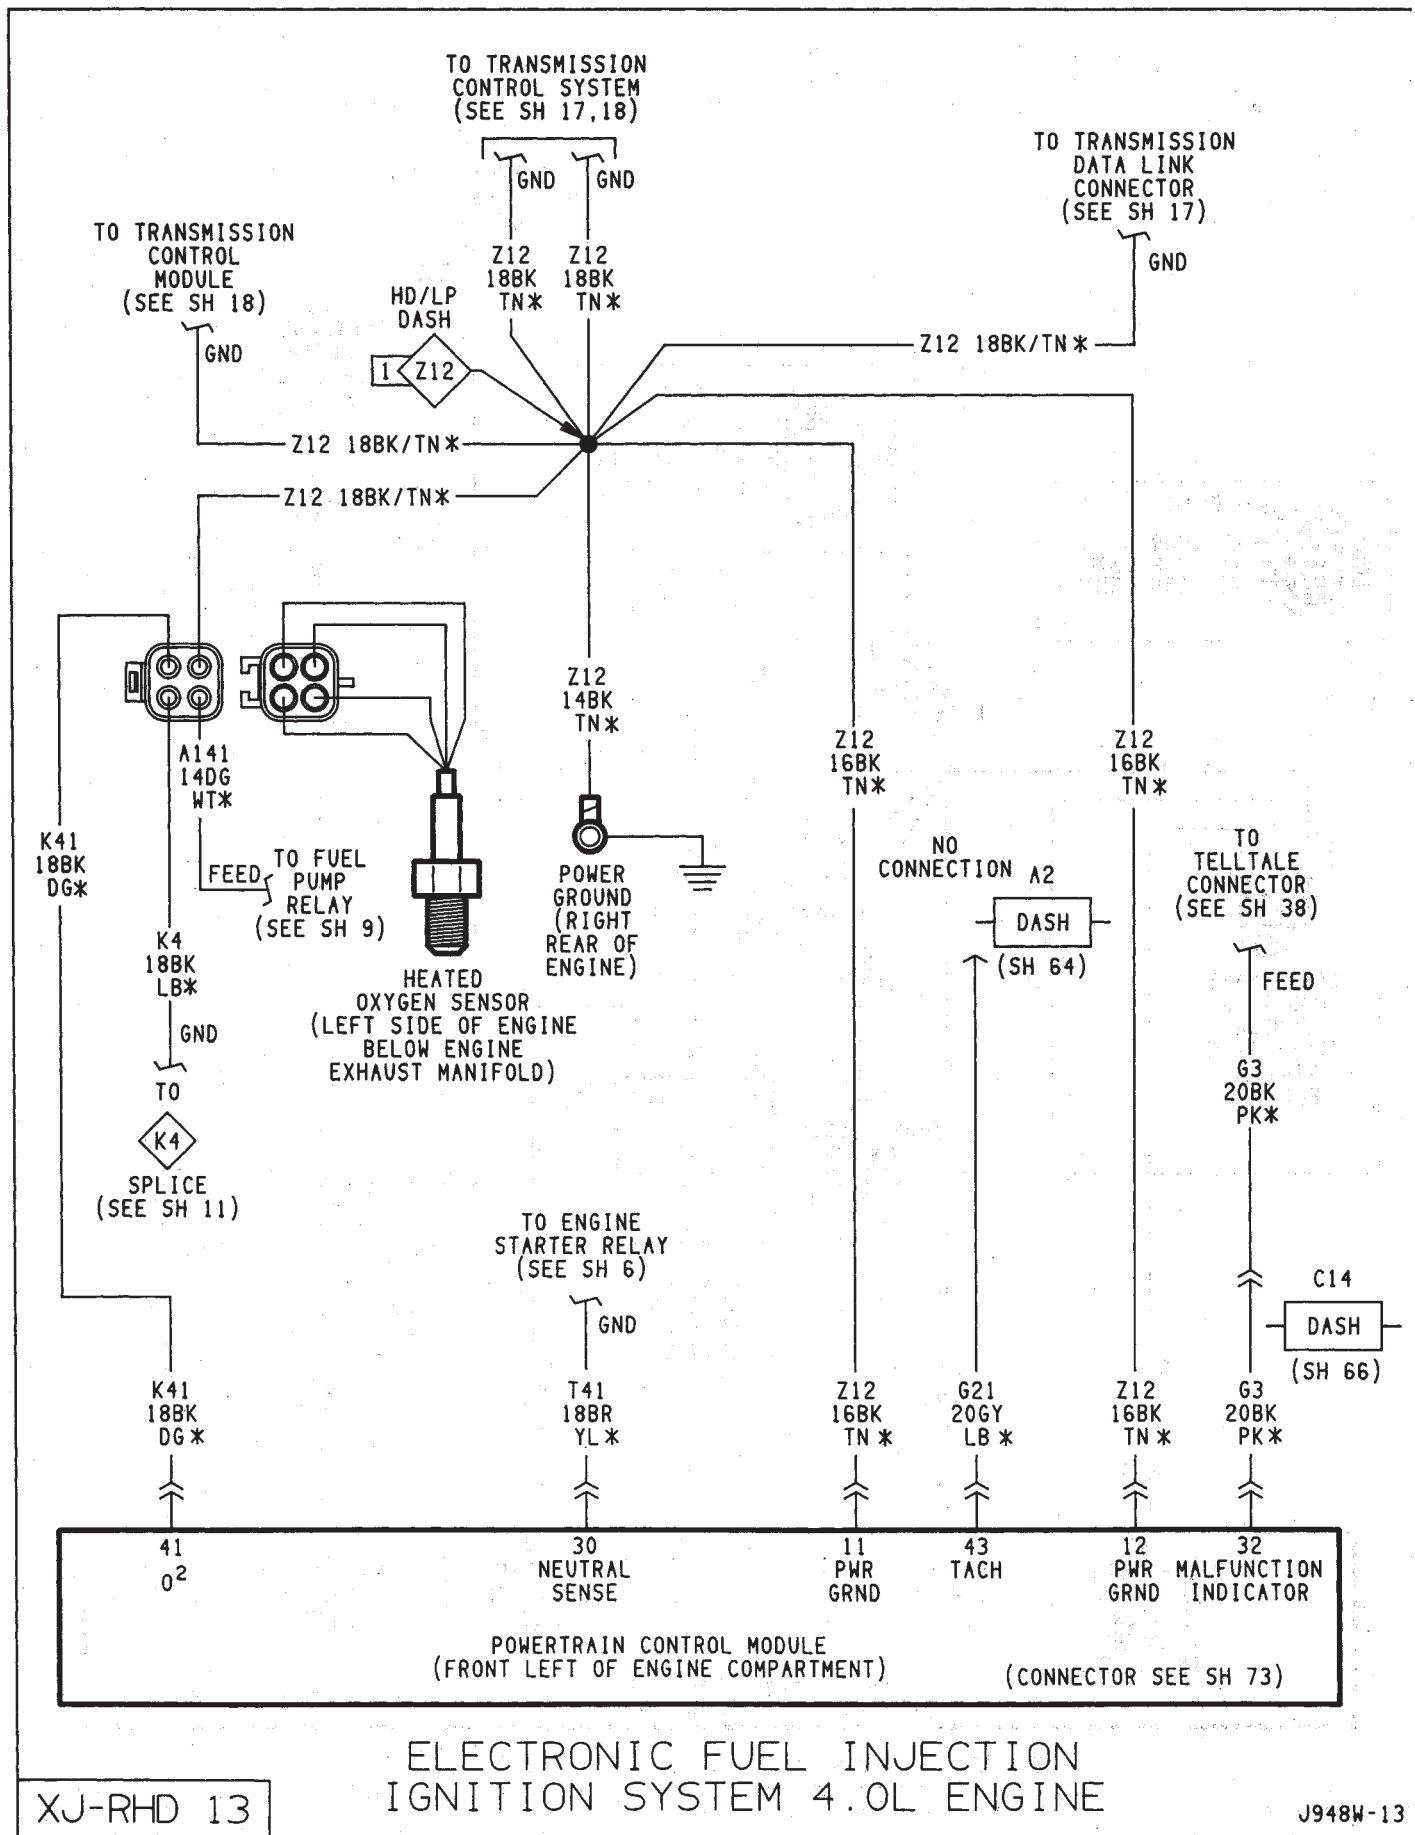 TO TRANSMISSION
CONTROL SYSTEM
(SEE SH 17,18)
GND
GND
TO TRANSMISSION
DATA LINK
CONNECTOR
(SEE SH 17)
GND
TO TRANSMISSION
CONTROL
MODULE
(SEE SH 18)
GND
Z12
18BK
TN*
Z12
18BK
TN*
HD/LP
DASH
1
Z12
Z12 18BK/TN*
Z12 18BK/TN*
Z12 18BK/TN*
Z12
14BK
TN*
Z12
16BK
TN*
Z12
16BK
TN*
A141
14DG
WT*
K41
18BK
DG*
FEED
TO FUEL
PUMP
RELAY
(SEE SH 9)
K4
18BK
LB*
GND
TO
K4
SPLICE
(SEE SH 11)
HEATED
OXYGEN SENSOR
(LEFT SIDE OF ENGINE
BELOW ENGINE
EXHAUST MANIFOLD)
POWER
GROUND
(RIGHT
REAR OF
ENGINE)
NO
CONNECTION
A2
DASH
(SH 64)
TO
TELLTALE
CONNECTOR
(SEE SH 38)
FEED
G3
20BK
PK*
TO ENGINE
STARTER RELAY
(SEE SH 6)
GND
C14
DASH
(SH 66)
K41
18BK
DG*
T41
18BR
YL*
Z12
16BK
TN*
G21
20GY
LB*
Z12
16BK
TN*
G3
20BK
PK*
41
O2
30
NEUTRAL
SENSE
11
PWR
GRND
43
TACH
12
PWR
GRND
32
MALFUNCTION
INDICATOR
POWERTRAIN CONTROL MODULE
(FRONT LEFT OF ENGINE COMPARTMENT)
(CONNECTOR SEE SH 73)
ELECTRONIC FUEL INJECTION
IGNITION SYSTEM 4.0L ENGINE
XJ-RHD 13
J948W-13